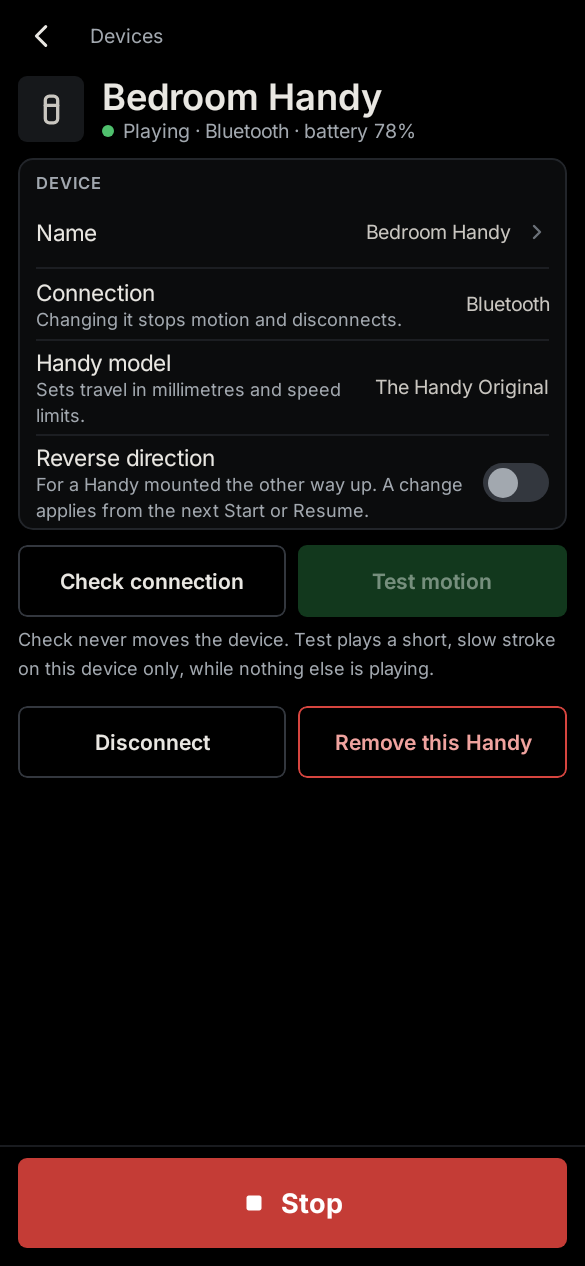 Devices
Bedroom Handy
Playing · Bluetooth · battery 78%
DEVICE
Name
Bedroom Handy
Connection
Changing it stops motion and disconnects.
Bluetooth
Handy model
Sets travel in millimetres and speed
limits.
The Handy Original
Reverse direction
For a Handy mounted the other way up. A change
applies from the next Start or Resume.
Check connection
Test motion
Check never moves the device. Test plays a short, slow stroke
on this device only, while nothing else is playing.
Disconnect
Remove this Handy
Stop